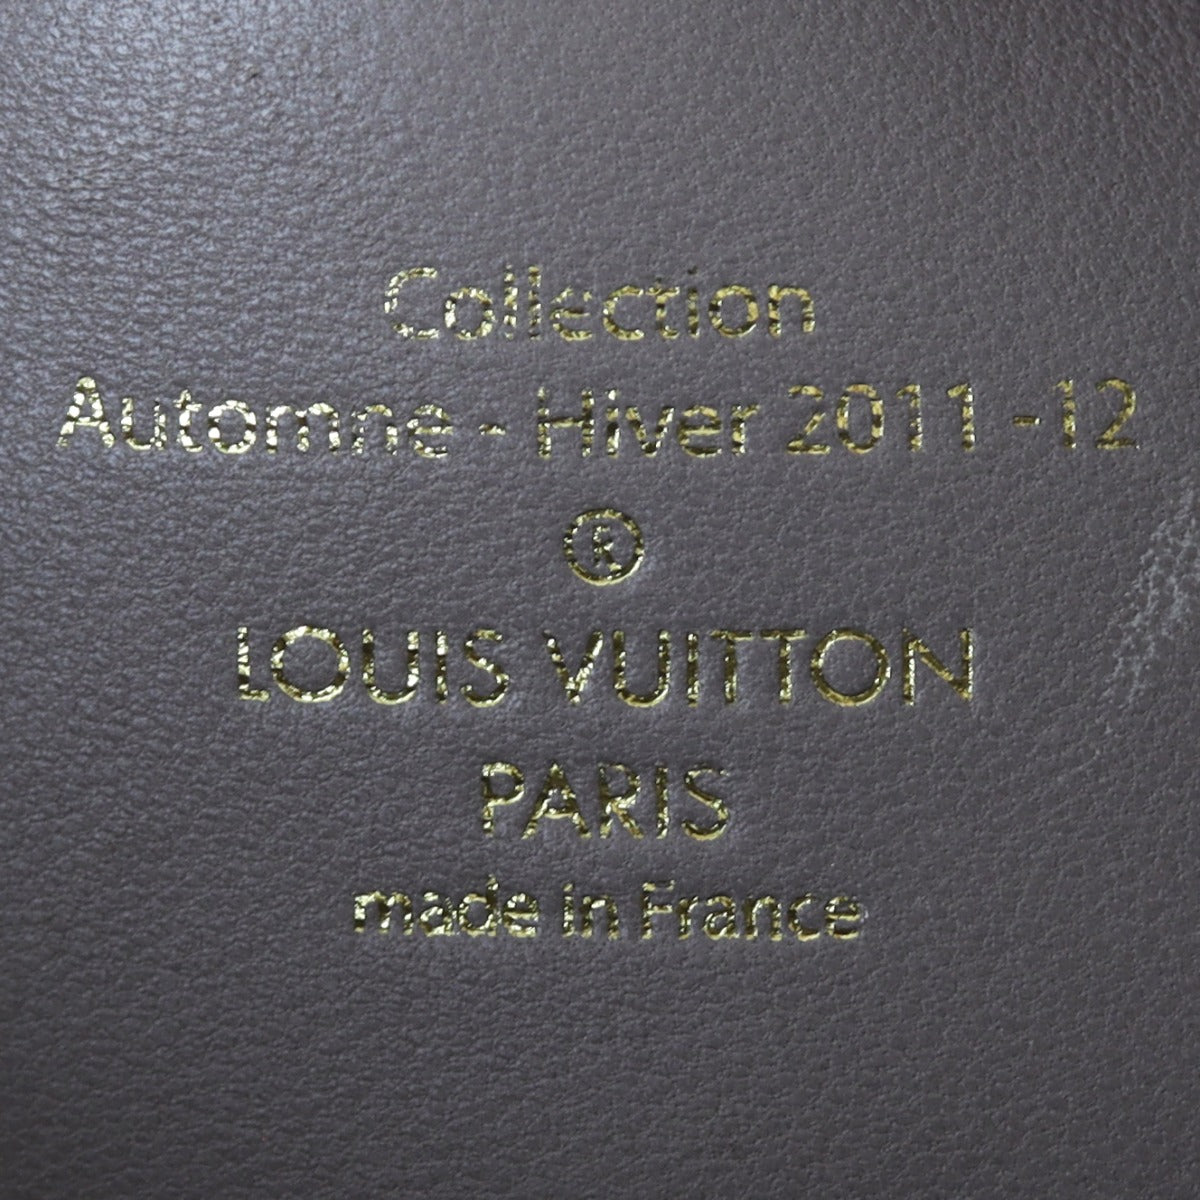 Collection
Automne - Hiver 2011 -12
®
LOUIS VUITTON
PARIS
made in France